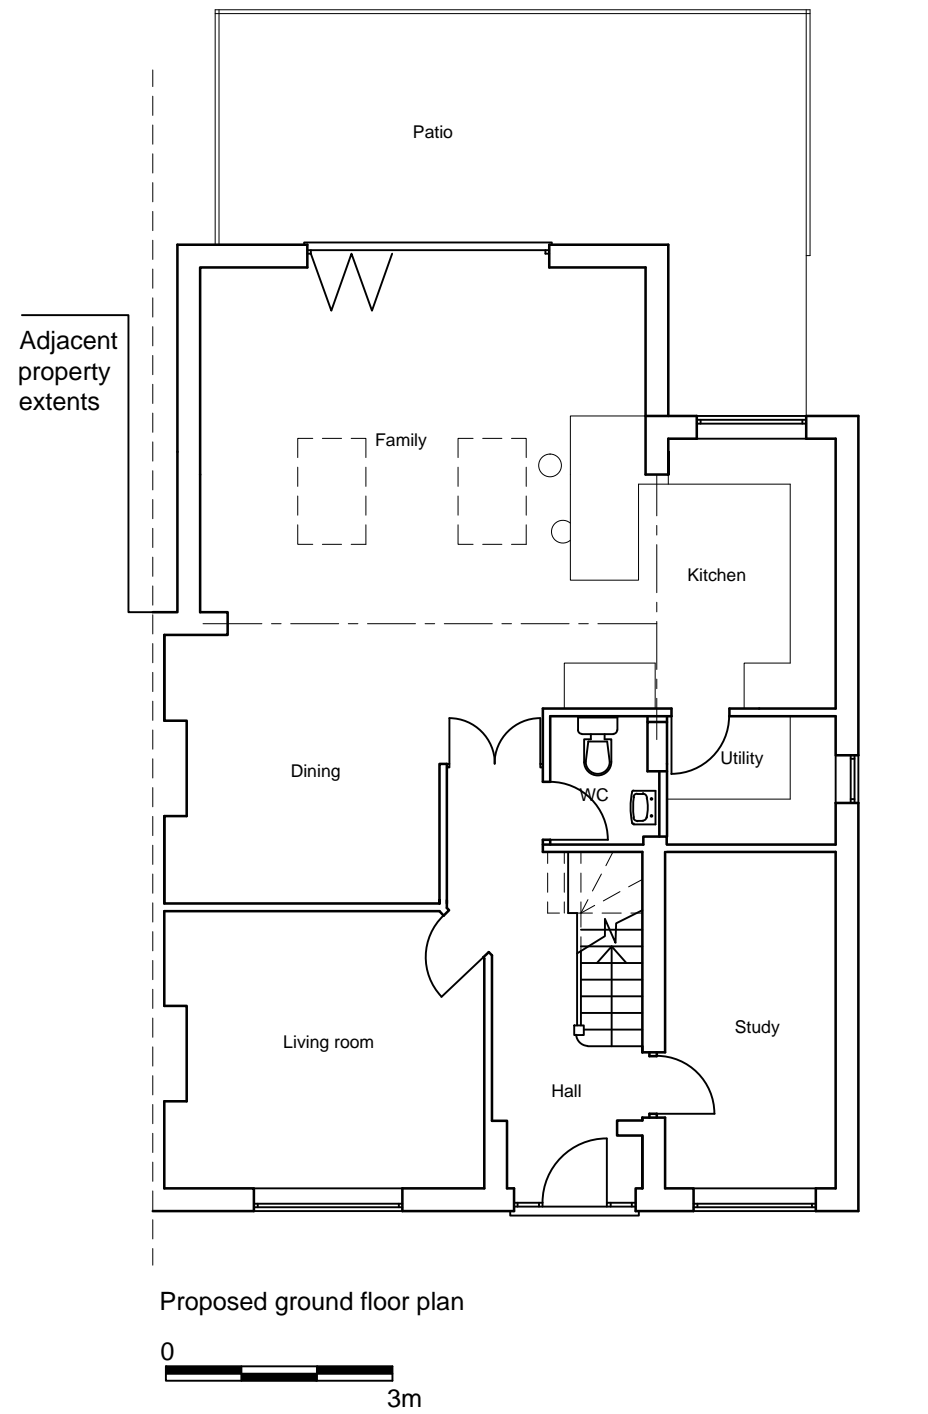 Patio
Adjacent
property
extents
Family
Kitchen
Utility
Dining
WC
Study
Living room
Hall
Proposed ground floor plan
0
3m